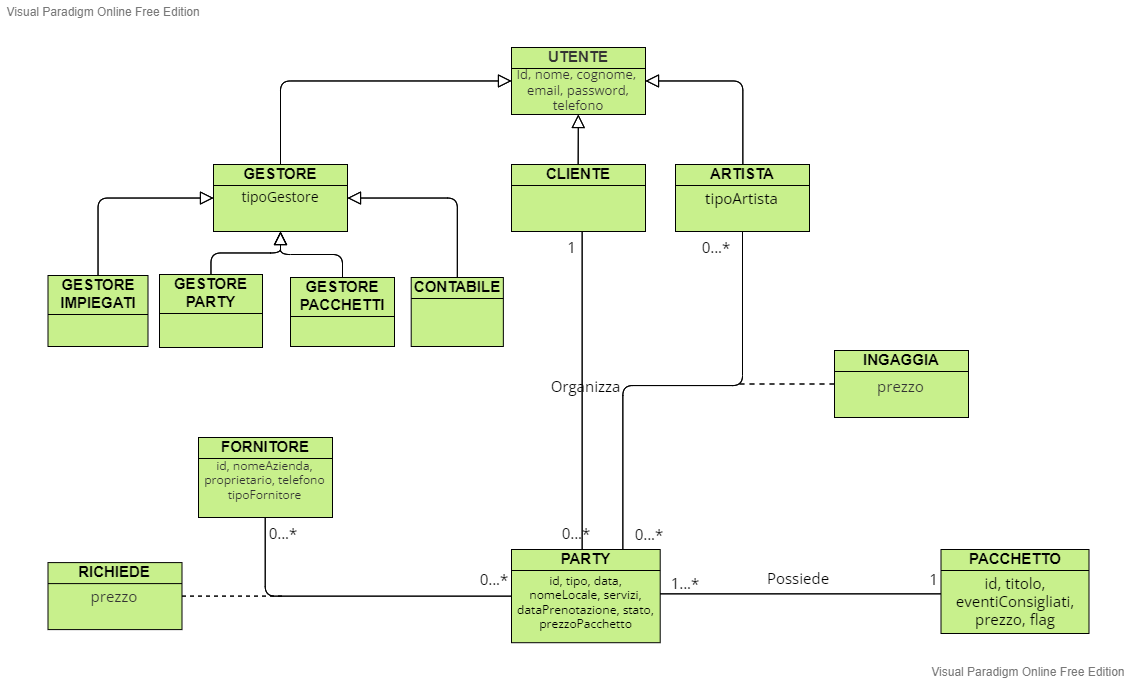 Visual Paradigm Online Free Edition
UTENTE
Id, nome, cognome,
email, password,
telefono
GESTORE
tipoGestore
CLIENTE
ARTISTA
tipoArtista
1
0...*
GESTORE
IMPIEGATI
GESTORE
PARTY
GESTORE
PACCHETTI
CONTABILE
INGAGGIA
prezzo
Organizza
FORNITORE
id, nomeAzienda,
proprietario, telefono
tipoFornitore
0...*
0...*
0...*
RICHIEDE
prezzo
0...*
PARTY
id, tipo, data,
nomeLocale, servizi,
dataPrenotazione, stato,
prezzoPacchetto
1...*
Possiede
1
PACCHETTO
id, titolo,
eventiConsigliati,
prezzo, flag
Visual Paradigm Online Free Edition